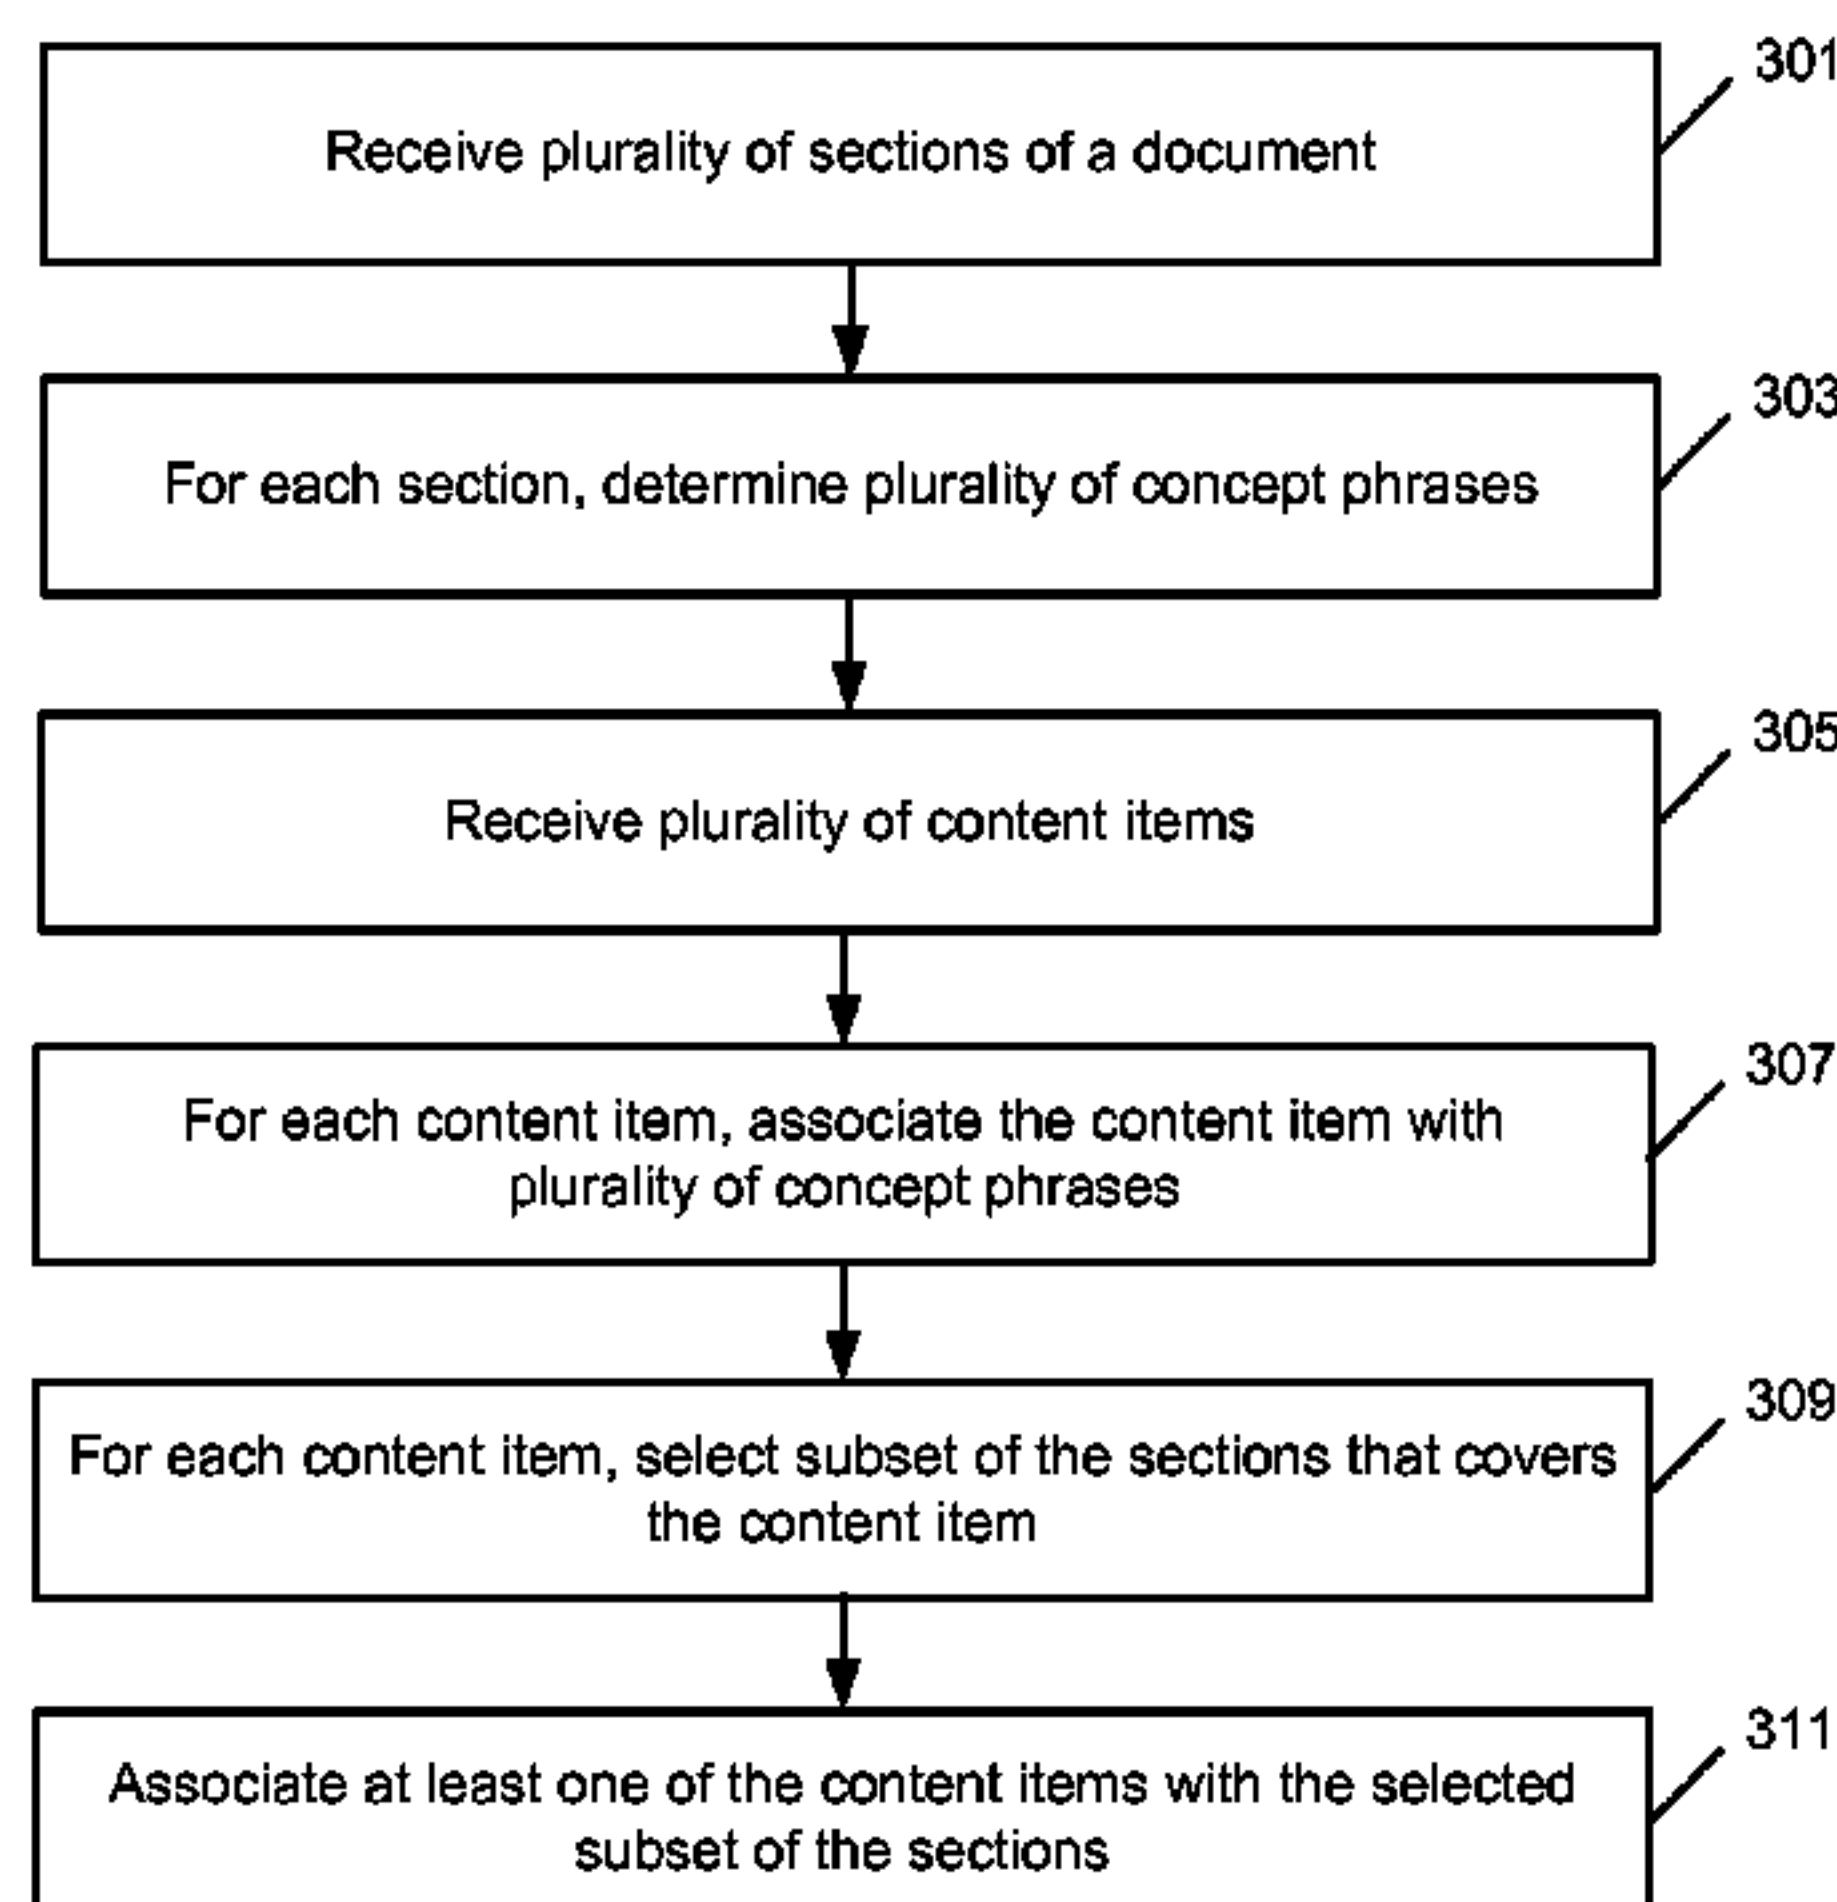 301
Receive plurality of sections of a document
303
For each section, determine plurality of concept phrases
305
Receive plurality of content items
307
For each content item, associate the content item with
plurality of concept phrases
309
For each content item, select subset of the sections that covers
the content item
311
Associate at least one of the content items with the selected
subset of the sections